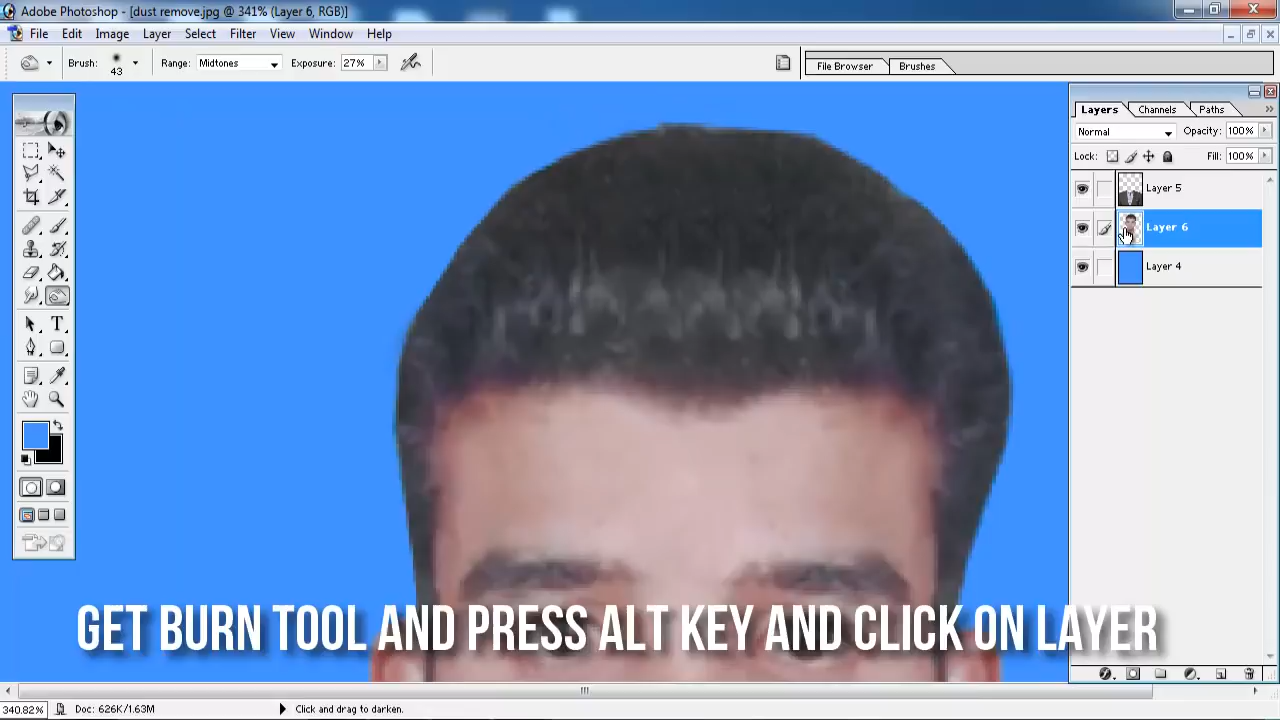 Adobe Photoshop - [dust remove.jpg @ 341% (Layer 6, RGB)]
File Edit Image Layer Select Filter View Window Help
Brush: 43 Range: Midtones Exposure: 27%
File Browser Brushes
Layers Channels Paths
Normal Opacity: 100%
Lock: Fill: 100%
Layer 5
Layer 6
Layer 4
GET BURN TOOL AND PRESS ALT KEY AND CLICK ON LAYER
340.82% Doc: 626K/1.63M Click and drag to darken.